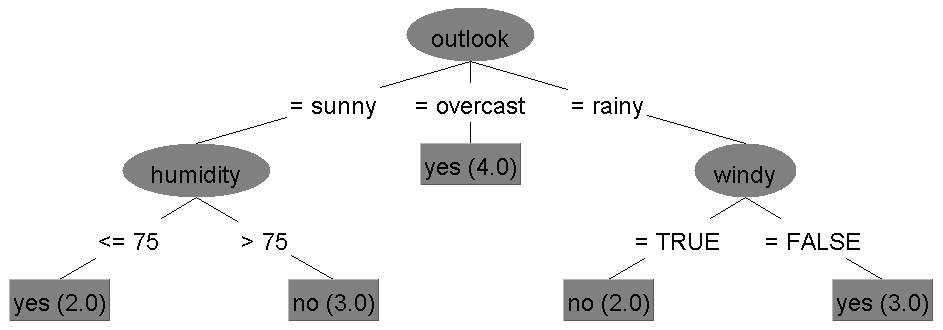 outlook
= sunny
= overcast
= rainy
humidity
yes (4.0)
windy
<= 75
> 75
= TRUE
= FALSE
yes (2.0)
no (3.0)
no (2.0)
yes (3.0)